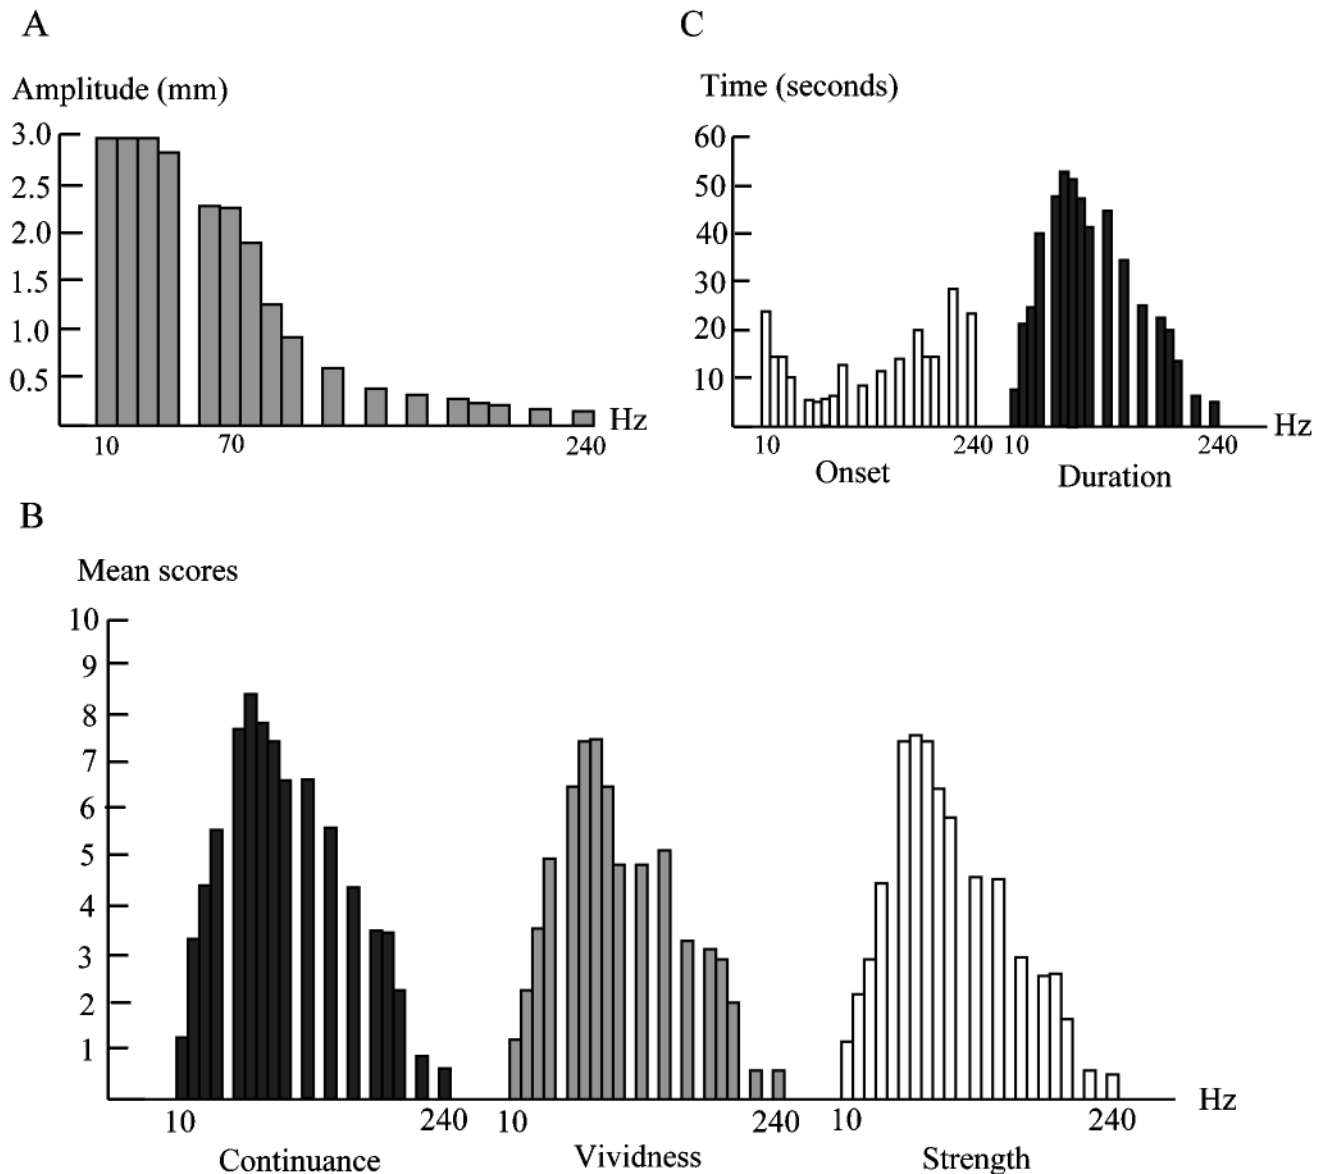 A
Amplitude (mm)
3.0
2.5
2.0
1.5
1.0
0.5
Hz
10 70 240
C
Time (seconds)
60
50
40
30
20
10
Hz
10 240 10 240
Onset Duration
B
Mean scores
10
9
8
7
6
5
4
3
2
1
Hz
10 240 10 240 10 240
Continuance Vividness Strength